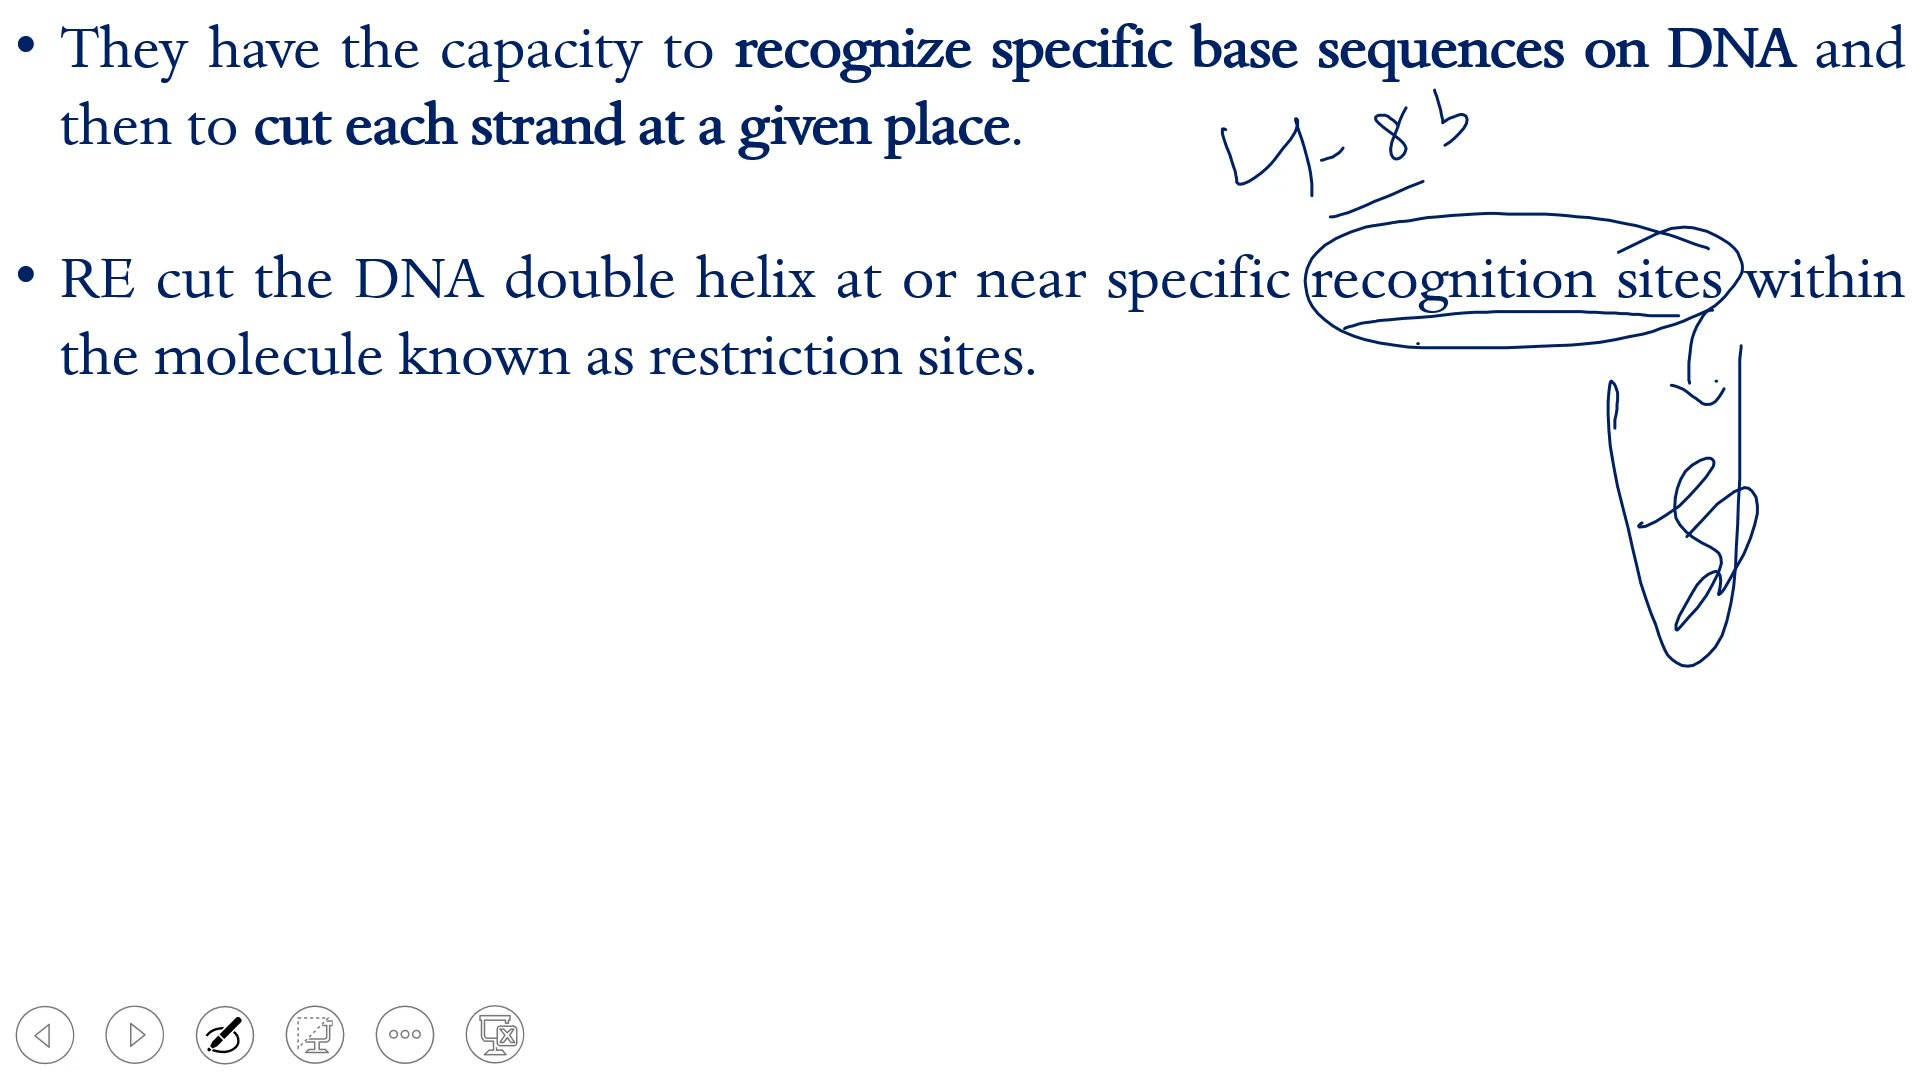 • They have the capacity to recognize specific base sequences on DNA and
then to cut each strand at a given place.
4-8b
• RE cut the DNA double helix at or near specific recognition sites within
the molecule known as restriction sites.